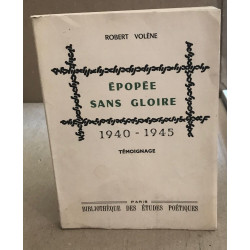 ROBERT VOLÈNE
ÉPOPÉE
SANS GLOIRE
1940 - 1945
TÉMOIGNAGE
PARIS
BIBLIOTHÈQUE DES ÉTUDES POÉTIQUES